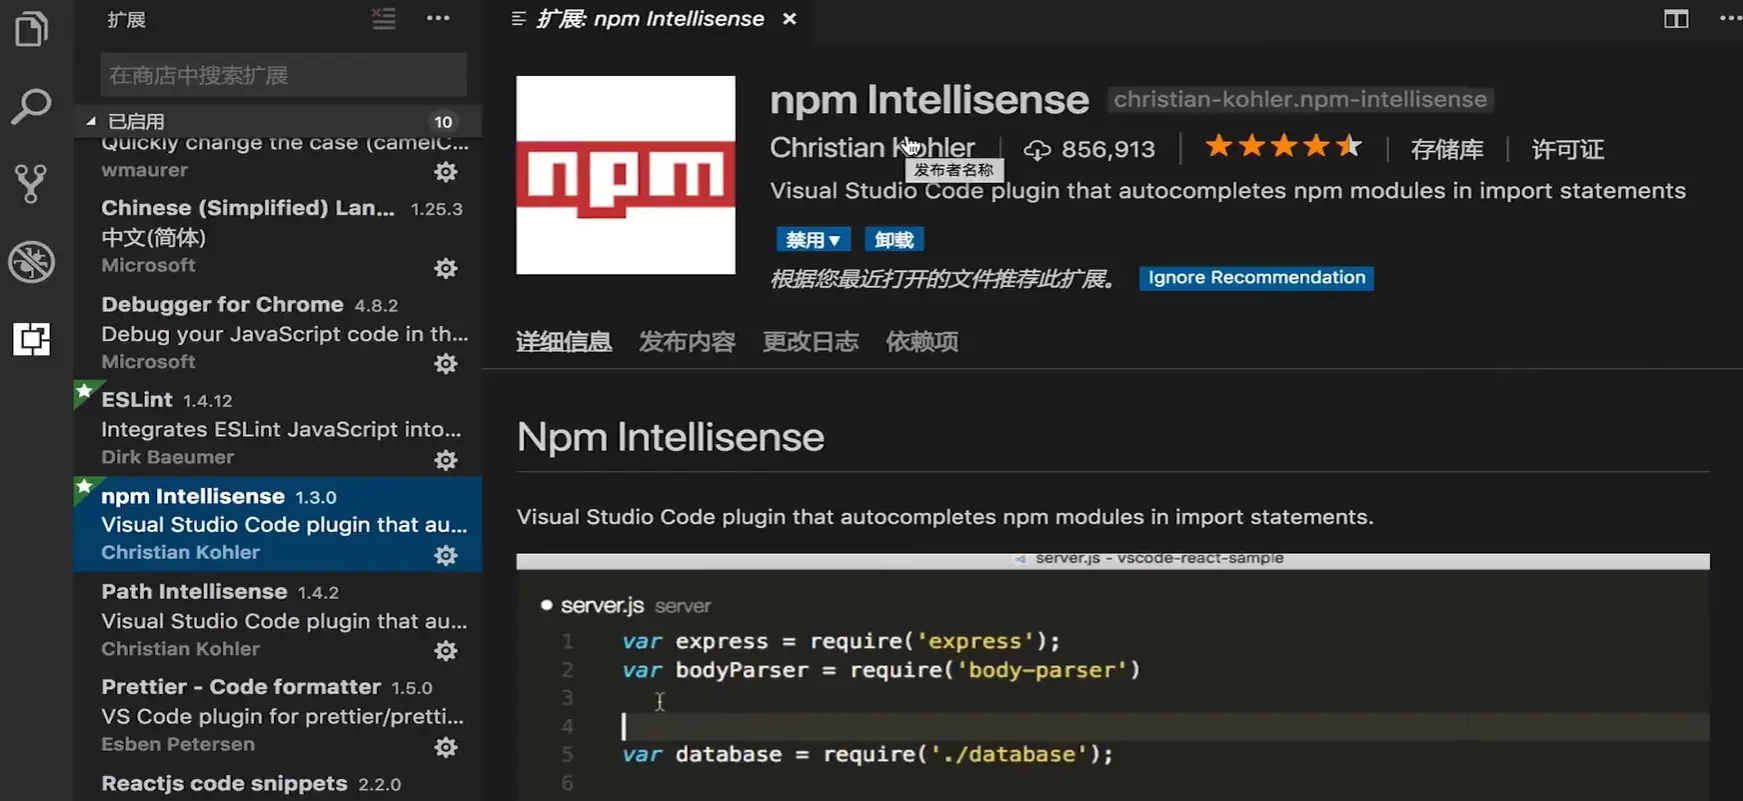 扩展
在商店中搜索扩展
已启用
10
Quickly change the case (camelC...
wmaurer
Chinese (Simplified) Lan... 1.25.3
中文(简体)
Microsoft
Debugger for Chrome 4.8.2
Debug your JavaScript code in th...
Microsoft
ESLint 1.4.12
Integrates ESLint JavaScript into...
Dirk Baeumer
npm Intellisense 1.3.0
Visual Studio Code plugin that au...
Christian Kohler
Path Intellisense 1.4.2
Visual Studio Code plugin that au...
Christian Kohler
Prettier - Code formatter 1.5.0
VS Code plugin for prettier/pretti...
Esben Petersen
Reactjs code snippets 2.2.0
扩展: npm Intellisense
npm
npm Intellisense christian-kohler.npm-intellisense
Christian Kohler | 856,913 | | 存储库 | 许可证
发布者名称
Visual Studio Code plugin that autocompletes npm modules in import statements
禁用 卸载
根据您最近打开的文件推荐此扩展。 Ignore Recommendation
详细信息 发布内容 更改日志 依赖项
Npm Intellisense
Visual Studio Code plugin that autocompletes npm modules in import statements.
server.js - vscode-react-sample
server.js server
1 var express = require('express');
2 var bodyParser = require('body-parser')
3
4
5 var database = require('./database');
6